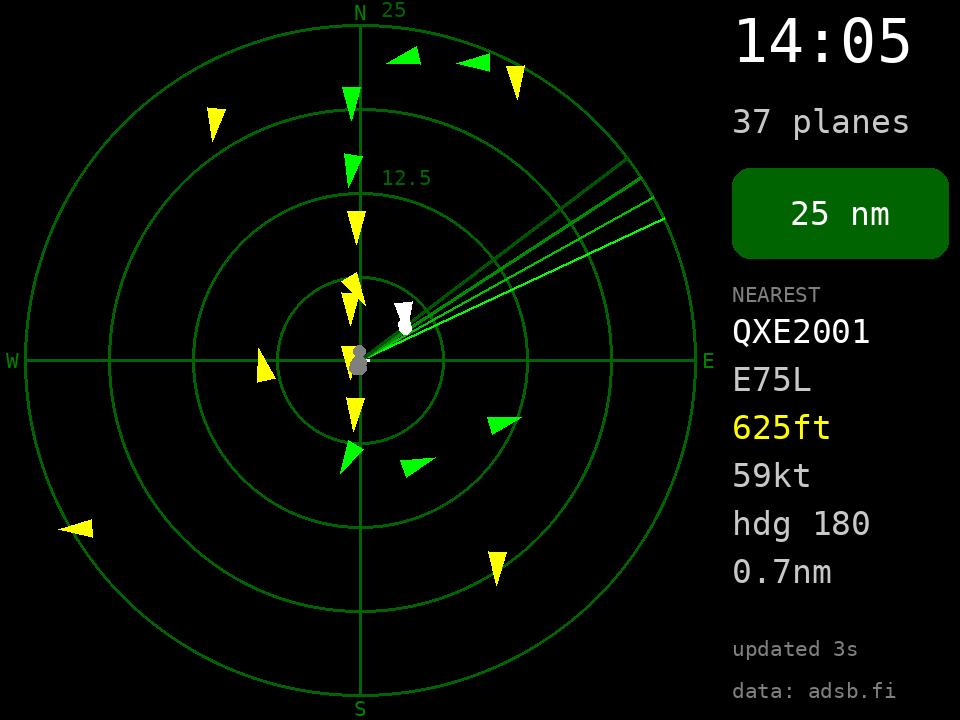 N 25
12.5
W
E
S
14:05
37 planes
25 nm
NEAREST
QXE2001
E75L
625ft
59kt
hdg 180
0.7nm
updated 3s
data: adsb.fi